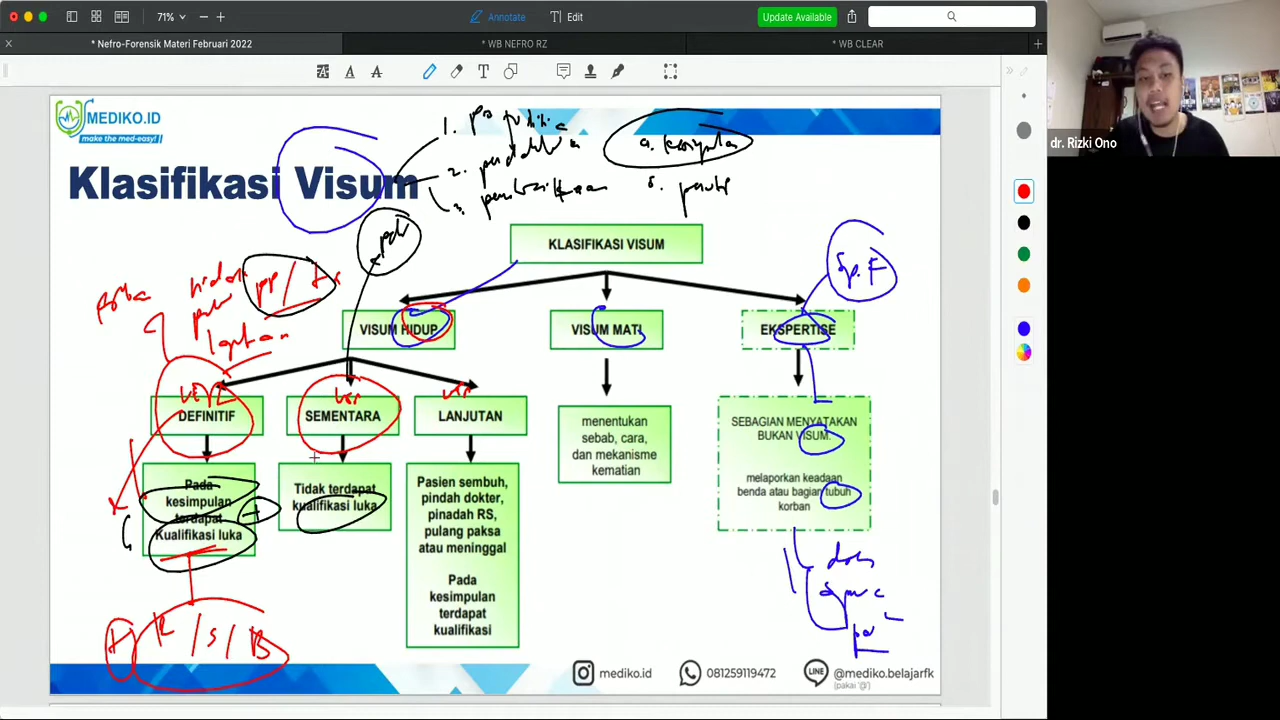 71%
Annotate
Edit
Update Available
* Nefro-Forensik Materi Februari 2022
* WB NEFRO RZ
* WB CLEAR
MEDIKO.ID
make the med-easy!
dr. Rizki Ono
Klasifikasi Visum
KLASIFIKASI VISUM
VISUM HIDUP
VISUM MATI
EKSPERTISE
Sp.F
DEFINITIF
SEMENTARA
LANJUTAN
Pada
kesimpulan
terdapat
Kualifikasi luka
Tidak terdapat
kualifikasi luka
Pasien sembuh,
pindah dokter,
pinadah RS,
pulang paksa
atau meninggal
Pada
kesimpulan
terdapat
kualifikasi
menentukan
sebab, cara,
dan mekanisme
kematian
SEBAGIAN MENYATAKAN
BUKAN VISUM.
melaporkan keadaan
benda atau bagian tubuh
korban
R/S/B
mediko.id
081259119472
@mediko.belajarfk
(pakai '@')